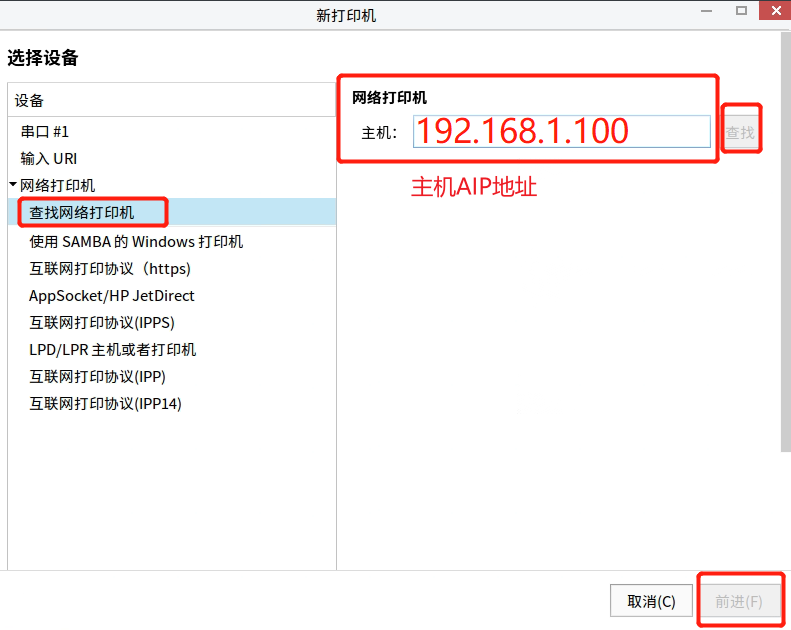 新打印机
选择设备
设备
串口 #1
输入 URI
网络打印机
查找网络打印机
使用 SAMBA 的 Windows 打印机
互联网打印协议（https)
AppSocket/HP JetDirect
互联网打印协议(IPPS)
LPD/LPR 主机或者打印机
互联网打印协议(IPP)
互联网打印协议(IPP14)
网络打印机
主机： 192.168.1.100 查找
主机AIP地址
取消(C) 前进(F)